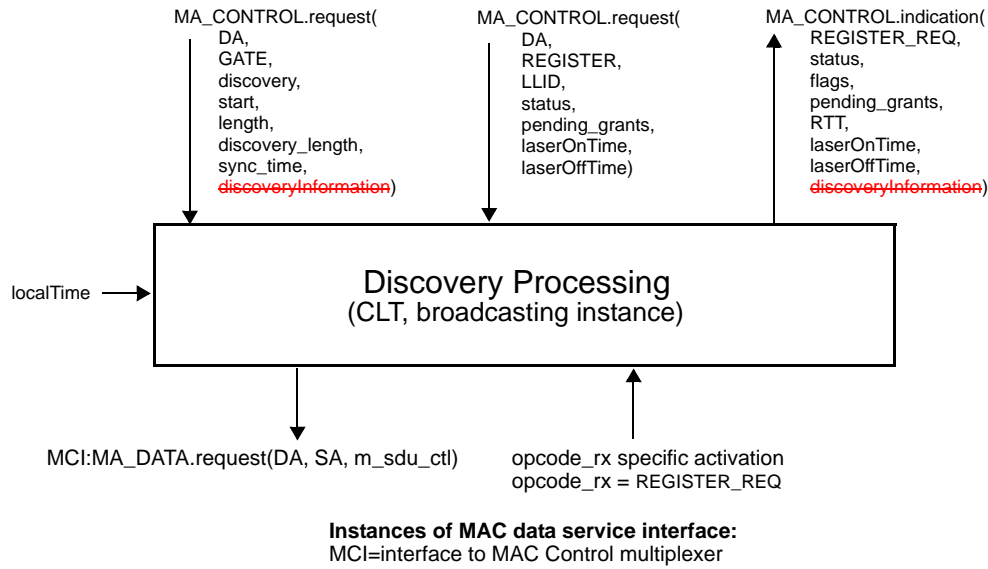 MA_CONTROL.request(
DA,
GATE,
discovery,
start,
length,
discovery_length,
sync_time,
discoveryInformation)
MA_CONTROL.request(
DA,
REGISTER,
LLID,
status,
pending_grants,
laserOnTime,
laserOffTime)
MA_CONTROL.indication(
REGISTER_REQ,
status,
flags,
pending_grants,
RTT,
laserOnTime,
laserOffTime,
discoveryInformation)
localTime
Discovery Processing
(CLT, broadcasting instance)
MCI:MA_DATA.request(DA, SA, m_sdu_ctl)
opcode_rx specific activation
opcode_rx = REGISTER_REQ
Instances of MAC data service interface:
MCI=interface to MAC Control multiplexer